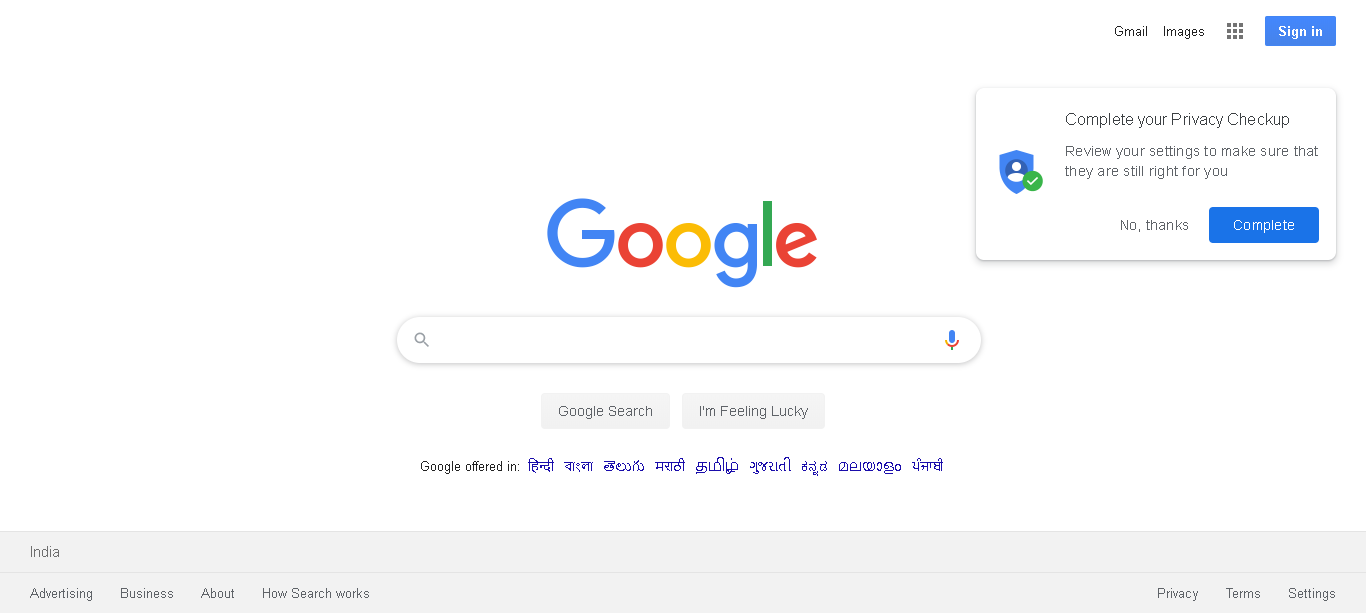 Gmail Images Sign in
Complete your Privacy Checkup
Review your settings to make sure that
they are still right for you
No, thanks Complete
Google
Google Search I'm Feeling Lucky
Google offered in: हिन्दी বাংলা తెలుగు मराठी தமிழ் ગુજરાતી ಕನ್ನಡ മലയാളം ਪੰਜਾਬੀ
India
Advertising Business About How Search works Privacy Terms Settings